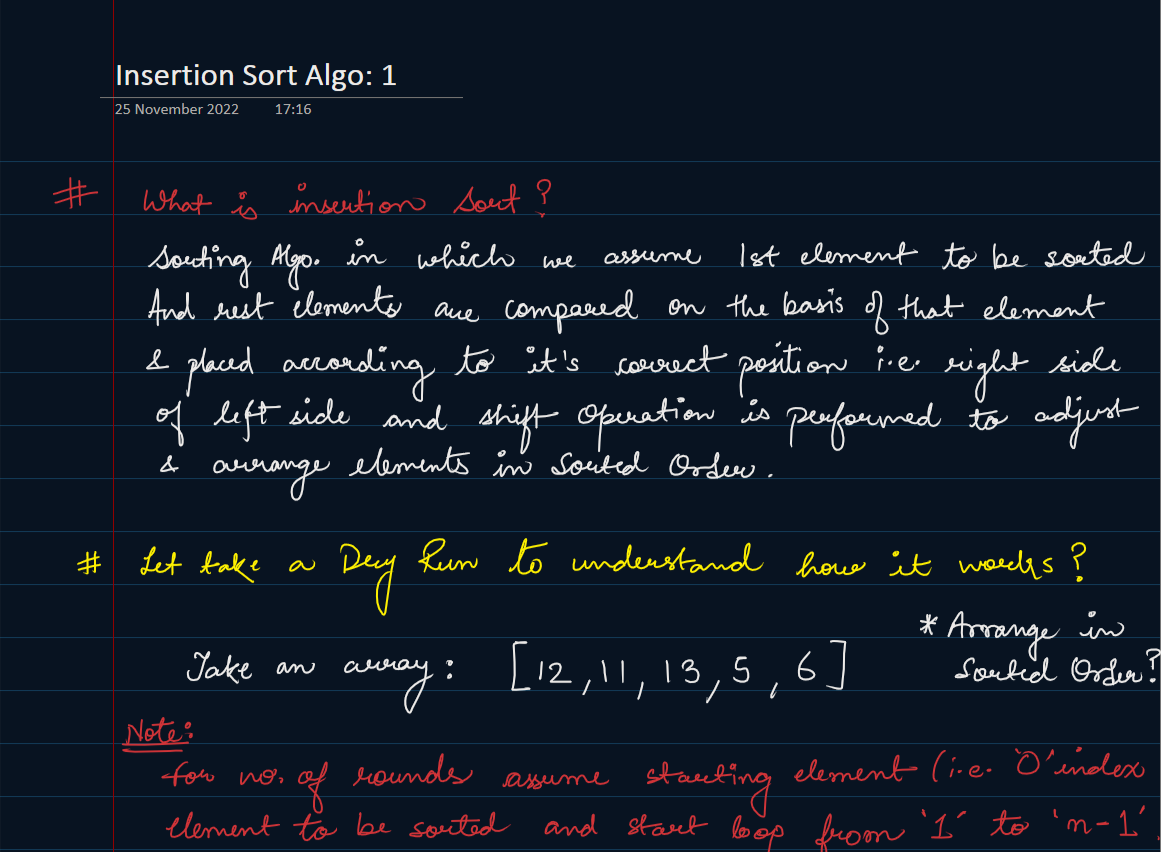 Insertion Sort Algo: 1
25 November 2022 17:16
# What is insertion Sort?
Sorting Algo. in which we assume 1st element to be sorted
And rest elements are compared on the basis of that element
& placed according to it's correct position i.e. right side
of left side and shift operation is performed to adjust
& arrange elements in Sorted Order.
# Let take a Dry Run to understand how it works?
* Arrange in
Take an array: [12, 11, 13, 5, 6] Sorted Order?
Note:
for no. of rounds assume starting element (i.e. '0' index
element to be sorted and start loop from '1' to 'n-1'.